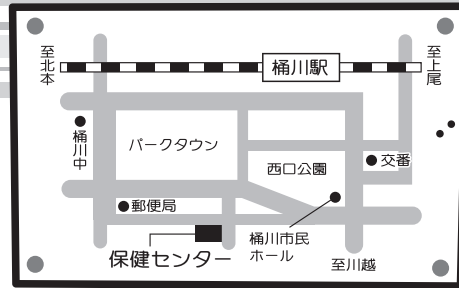 至北本
桶川駅
至上尾
桶川中
パークタウン
西口公園
交番
郵便局
保健センター
桶川市民
ホール
至川越